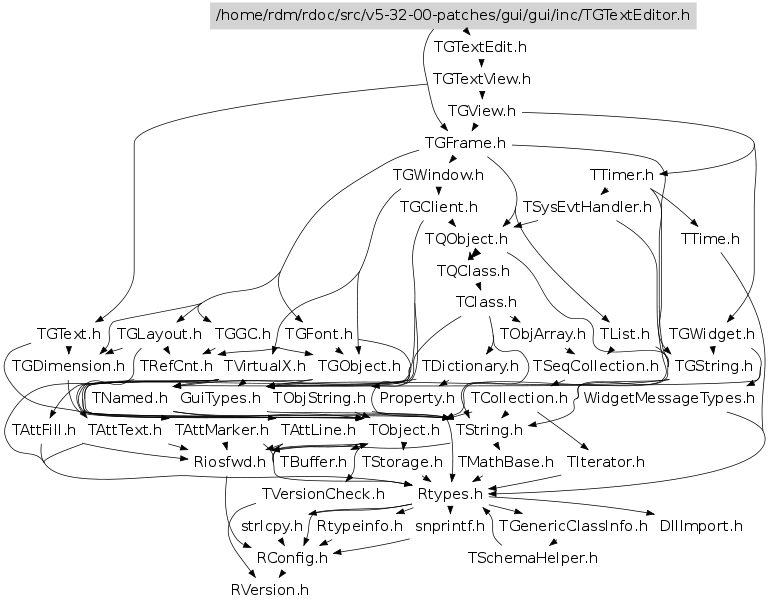 /home/rdm/rdoc/src/v5-32-00-patches/gui/gui/inc/TGTextEditor.h
TGTextEdit.h
TGTextView.h
TGView.h
TGFrame.h
TGWindow.h
TTimer.h
TGClient.h
TSysEvtHandler.h
TQObject.h
TTime.h
TQClass.h
TClass.h
TGText.h
TGLayout.h
TGGC.h
TGFont.h
TObjArray.h
TList.h
TGWidget.h
TGDimension.h
TRefCnt.h
TVirtualX.h
TGObject.h
TDictionary.h
TSeqCollection.h
TGString.h
TNamed.h
GuiTypes.h
TObjString.h
Property.h
TCollection.h
WidgetMessageTypes.h
TAttFill.h
TAttText.h
TAttMarker.h
TAttLine.h
TObject.h
TString.h
Riosfwd.h
TBuffer.h
TStorage.h
TMathBase.h
TIterator.h
TVersionCheck.h
Rtypes.h
strlcpy.h
Rtypeinfo.h
snprintf.h
TGenericClassInfo.h
DllImport.h
RConfig.h
TSchemaHelper.h
RVersion.h